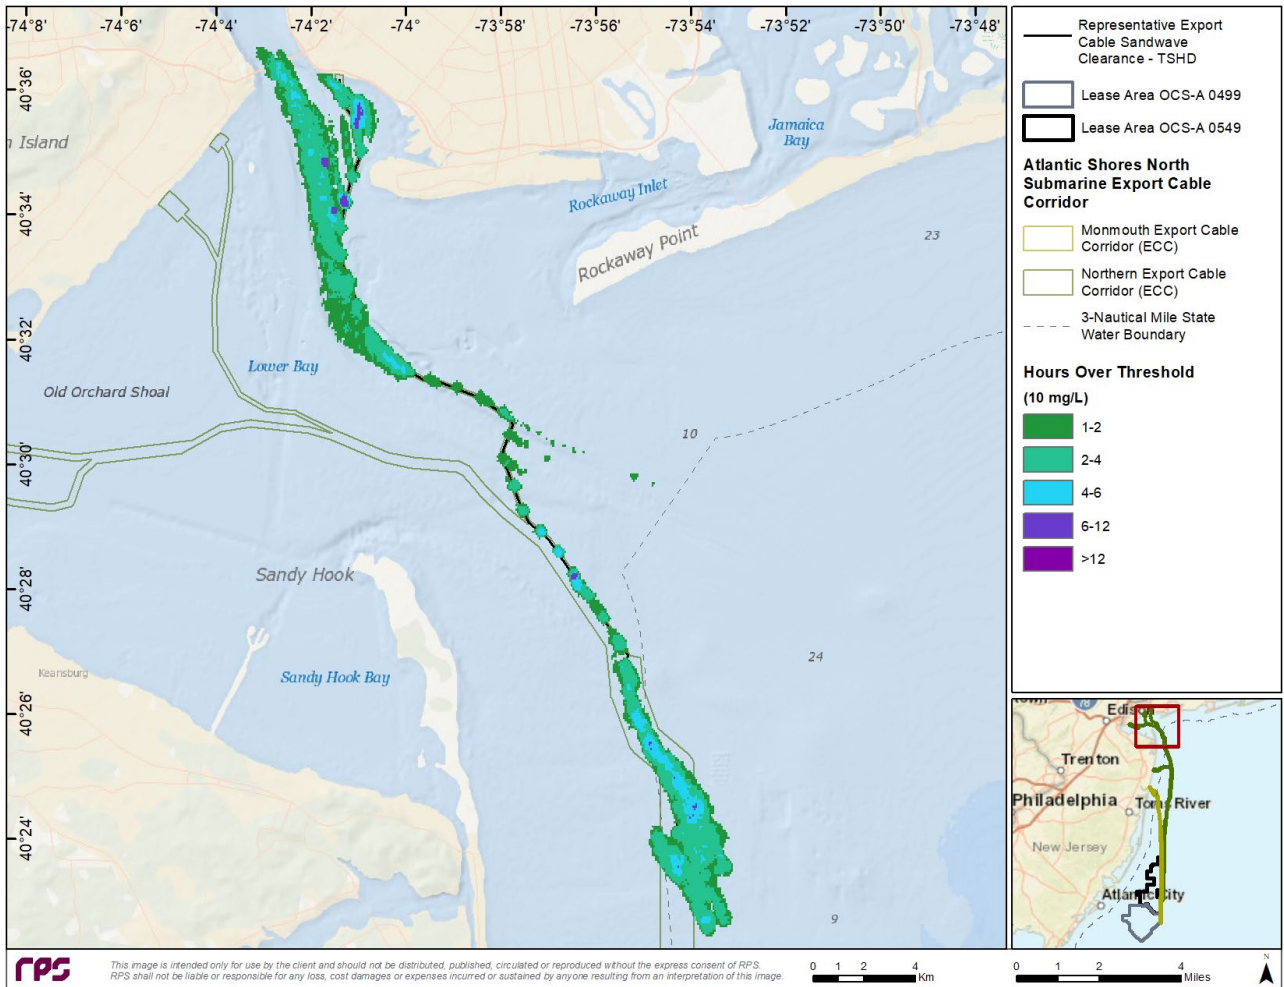 -74°8'
-74°4'
-74°2'
-74°
-73°58'
-73°56'
-73°54'
-73°52'
-73°50'
-73°48'
40°36'
40°34'
40°32'
40°30'
40°28'
40°26'
40°24'
n Island
Jamaica
Bay
Rockaway Inlet
Rockaway Point
23
Lower Bay
Old Orchard Shoal
10
Sandy Hook
24
Keansburg
Sandy Hook Bay
9
Representative Export
Cable Sandwave
Clearance - TSHD
Lease Area OCS-A 0499
Lease Area OCS-A 0549
Atlantic Shores North
Submarine Export Cable
Corridor
Monmouth Export Cable
Corridor (ECC)
Northern Export Cable
Corridor (ECC)
3-Nautical Mile State
Water Boundary
Hours Over Threshold
(10 mg/L)
1-2
2-4
4-6
6-12
>12
78
Edison
Trenton
Philadelphia
Toms River
New Jersey
Atlantic City
rps
This image is intended only for use by the client and should not be distributed, published, circulated or reproduced without the express consent of RPS.
RPS shall not be liable or responsible for any loss, cost damages or expenses incurred or sustained by anyone resulting from an interpretation of this image.
0 1 2 4
Km
0 1 2 4
Miles
N